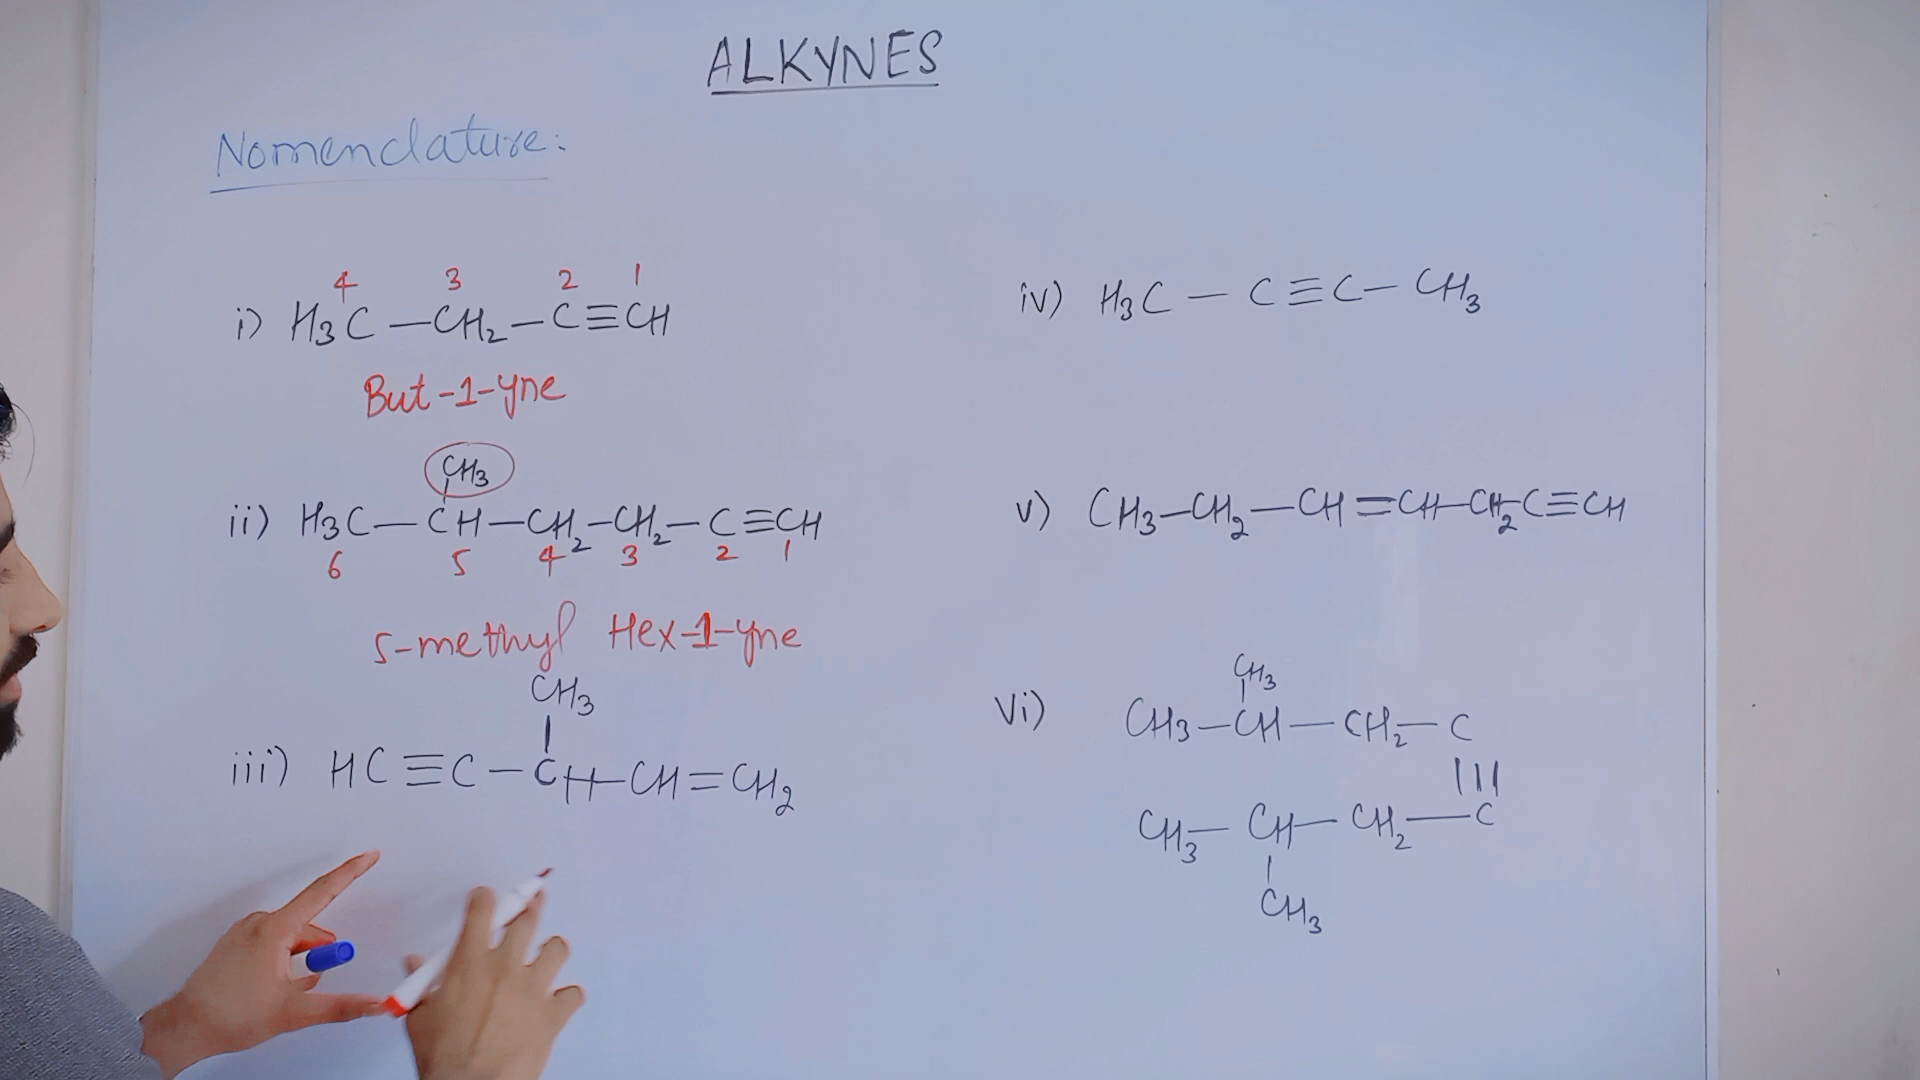 ALKYNES
Nomenclature:
4 3 2 1
i) H₃C—CH₂—C≡CH
But-1-yne
CH₃
ii) H₃C—CH—CH₂—CH₂—C≡CH
6 5 4 3 2 1
5-methyl Hex-1-yne
CH₃
|
iii) HC≡C—CH—CH=CH₂
iv) H₃C—C≡C—CH₃
v) CH₃—CH₂—CH=CH—CH₂C≡CH
CH₃
|
vi) CH₃—CH—CH₂—C
|||
CH₃—CH—CH₂—C
|
CH₃